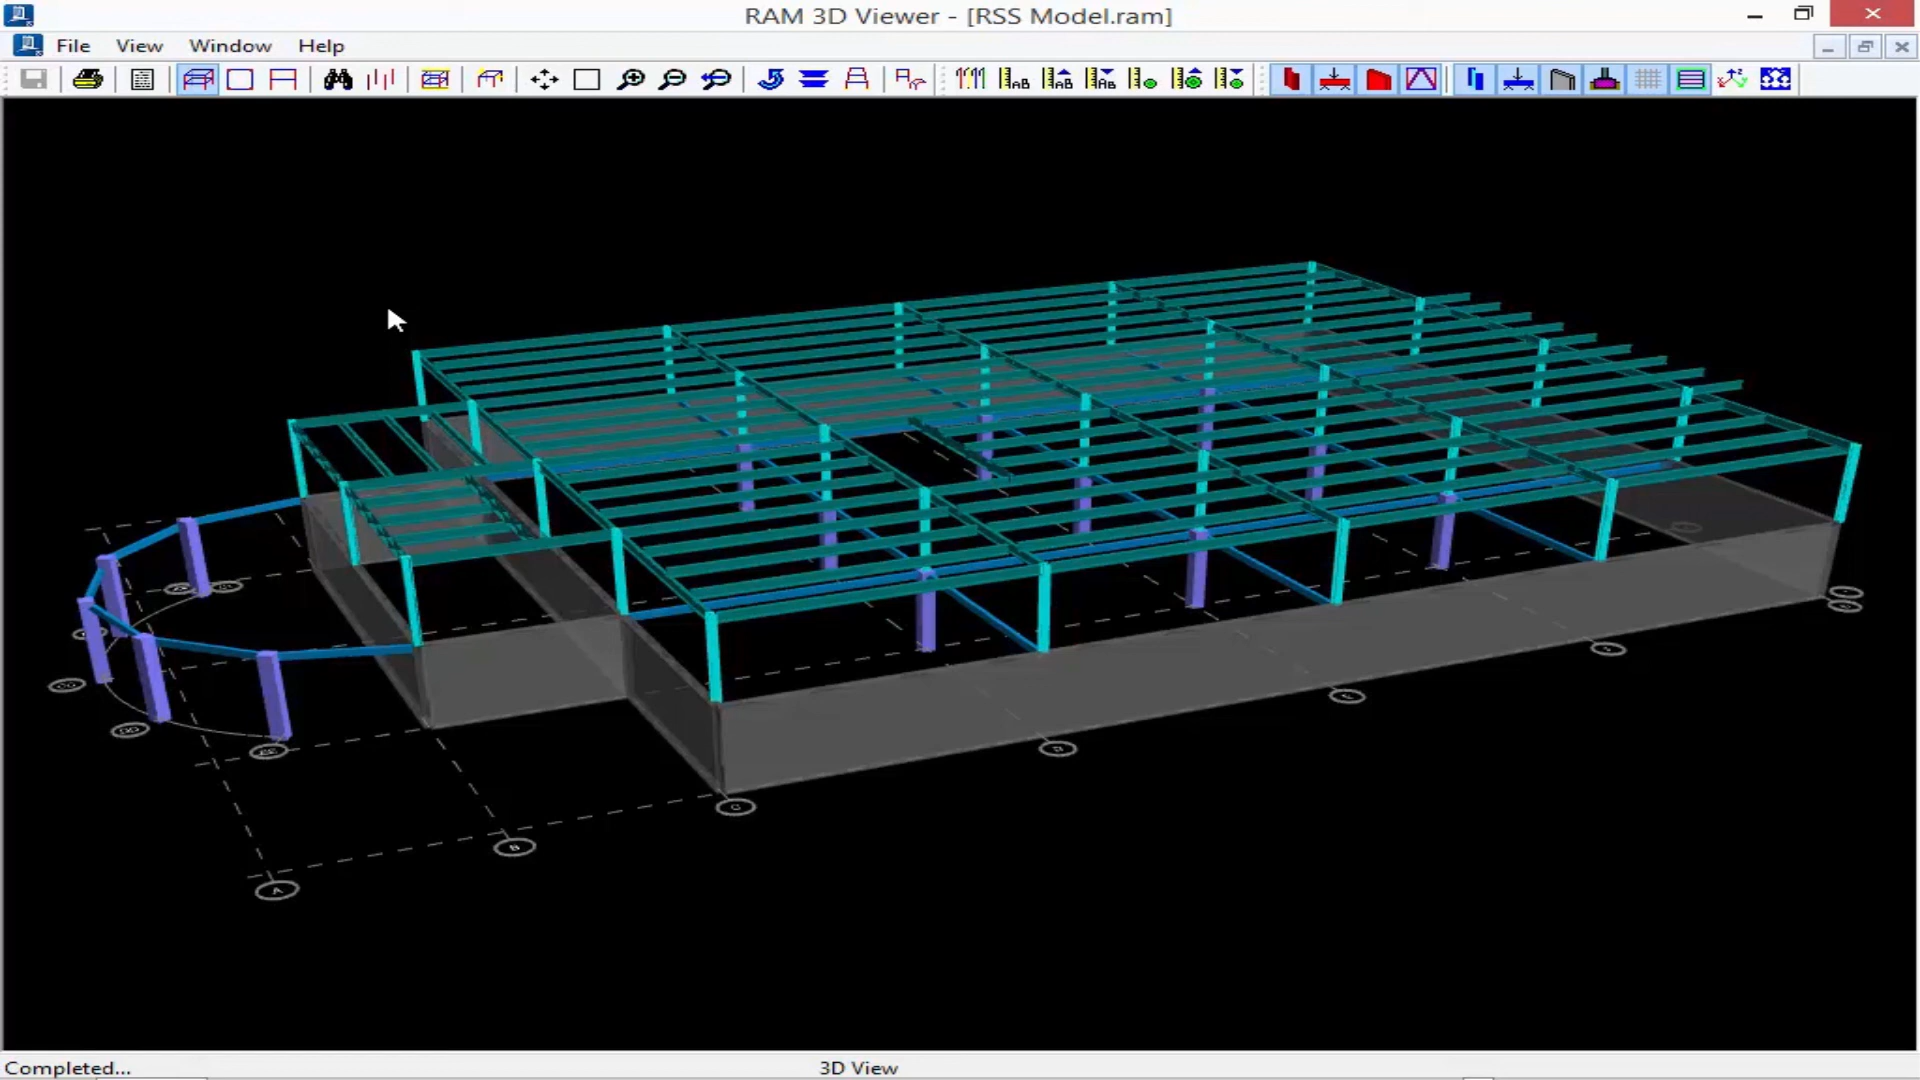 RAM 3D Viewer - [RSS Model.ram]
File View Window Help
A
B
C
D
Completed...
3D View